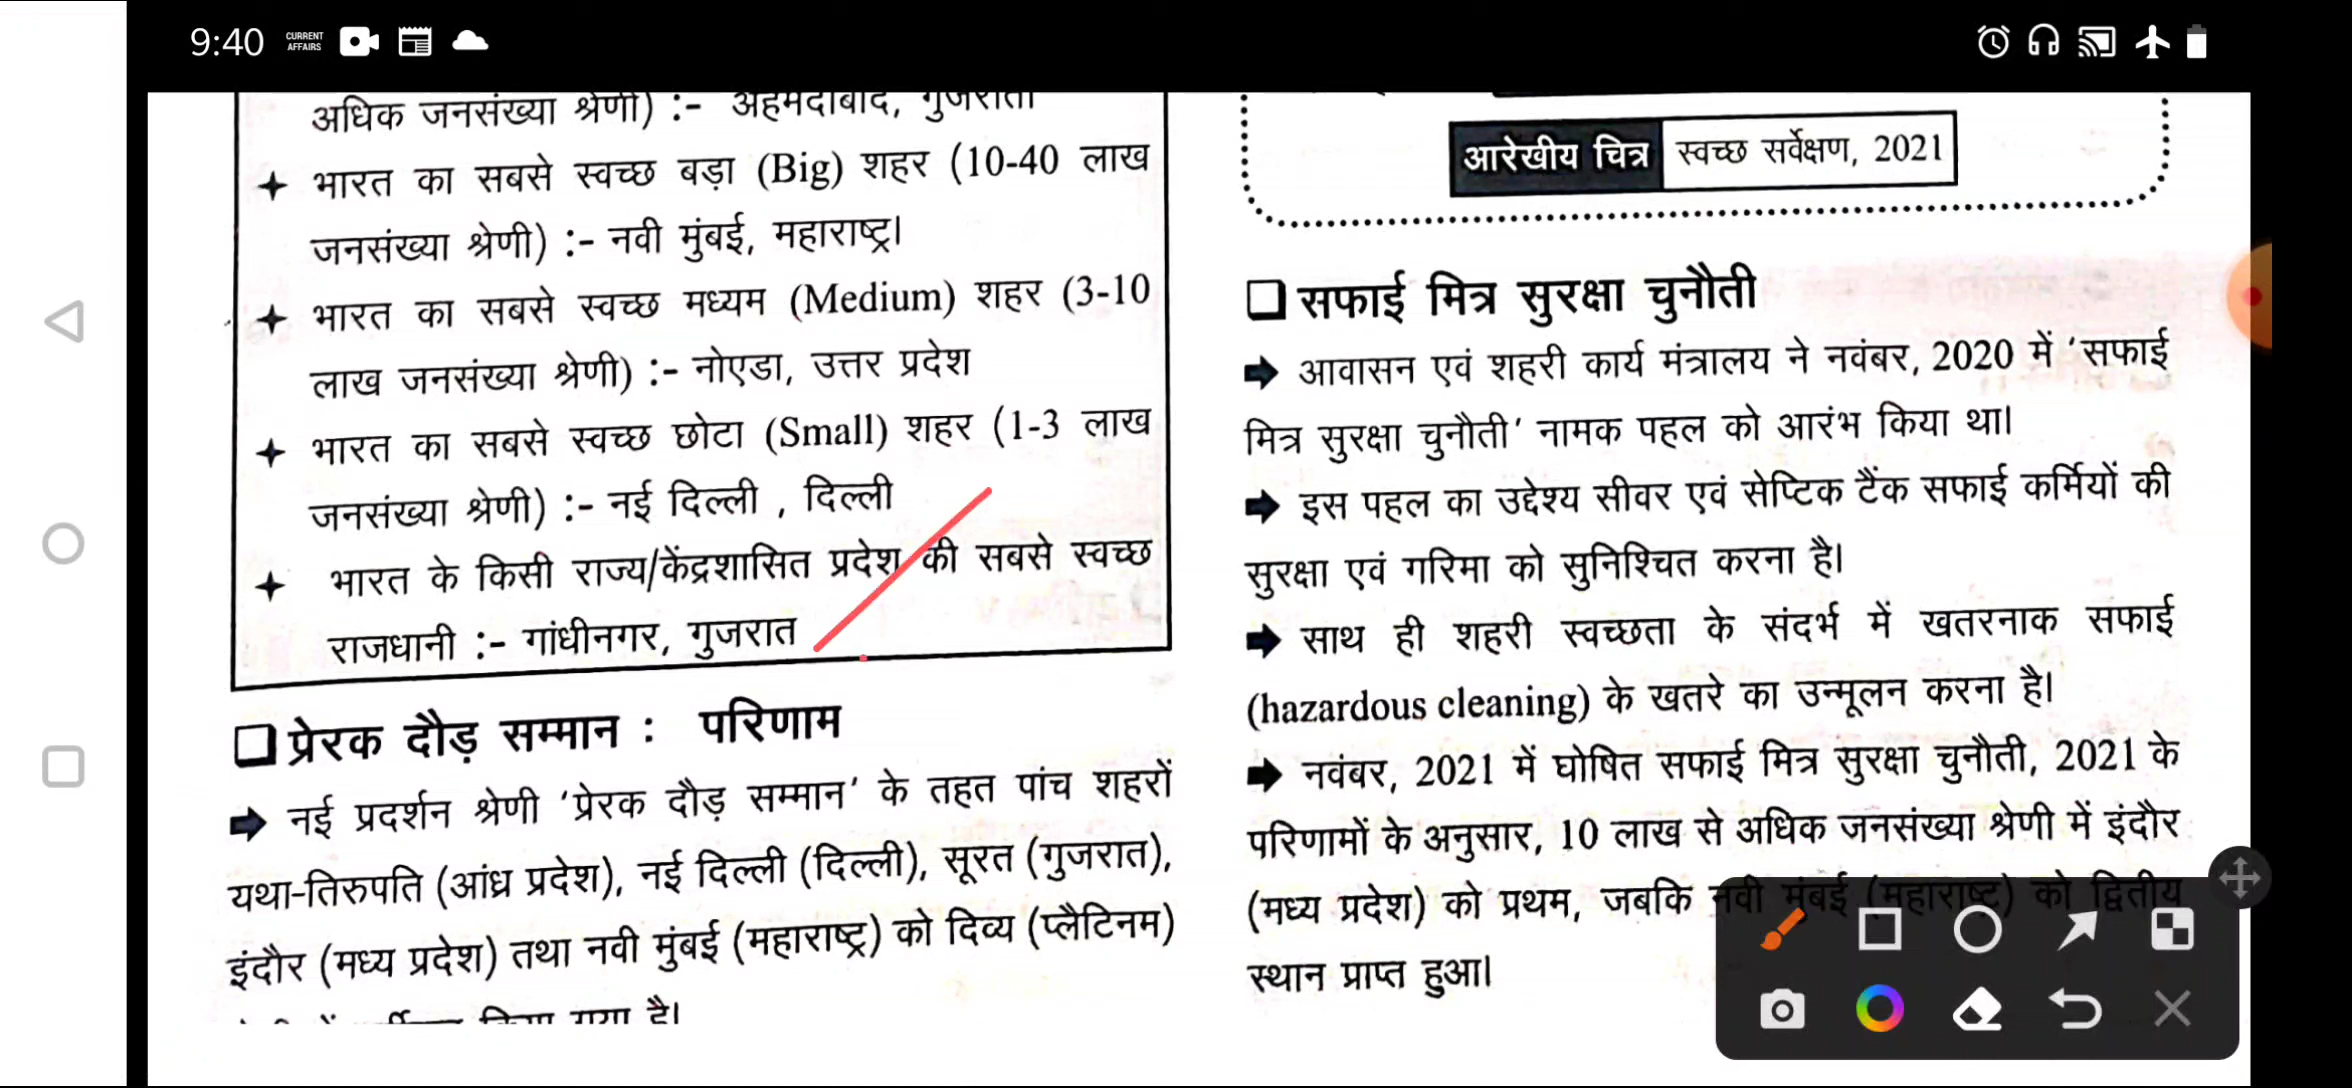 9:40
CURRENT
AFFAIRS
अधिक जनसंख्या श्रेणी) :- अहमदाबाद, गुजरात।
भारत का सबसे स्वच्छ बड़ा (Big) शहर (10-40 लाख
जनसंख्या श्रेणी) :- नवी मुंबई, महाराष्ट्र।
भारत का सबसे स्वच्छ मध्यम (Medium) शहर (3-10
लाख जनसंख्या श्रेणी) :- नोएडा, उत्तर प्रदेश
भारत का सबसे स्वच्छ छोटा (Small) शहर (1-3 लाख
जनसंख्या श्रेणी) :- नई दिल्ली , दिल्ली
भारत के किसी राज्य/केंद्रशासित प्रदेश की सबसे स्वच्छ
राजधानी :- गांधीनगर, गुजरात
प्रेरक दौड़ सम्मान : परिणाम
नई प्रदर्शन श्रेणी ‘प्रेरक दौड़ सम्मान’ के तहत पांच शहरों
यथा-तिरुपति (आंध्र प्रदेश), नई दिल्ली (दिल्ली), सूरत (गुजरात),
इंदौर (मध्य प्रदेश) तथा नवी मुंबई (महाराष्ट्र) को दिव्य (प्लैटिनम)
किया गया है।
आरेखीय चित्र स्वच्छ सर्वेक्षण, 2021
सफाई मित्र सुरक्षा चुनौती
आवासन एवं शहरी कार्य मंत्रालय ने नवंबर, 2020 में ‘सफाई
मित्र सुरक्षा चुनौती’ नामक पहल को आरंभ किया था।
इस पहल का उद्देश्य सीवर एवं सेप्टिक टैंक सफाई कर्मियों की
सुरक्षा एवं गरिमा को सुनिश्चित करना है।
साथ ही शहरी स्वच्छता के संदर्भ में खतरनाक सफाई
(hazardous cleaning) के खतरे का उन्मूलन करना है।
नवंबर, 2021 में घोषित सफाई मित्र सुरक्षा चुनौती, 2021 के
परिणामों के अनुसार, 10 लाख से अधिक जनसंख्या श्रेणी में इंदौर
(मध्य प्रदेश) को प्रथम, जबकि नवी मुंबई (महाराष्ट्र) को द्वितीय
स्थान प्राप्त हुआ।